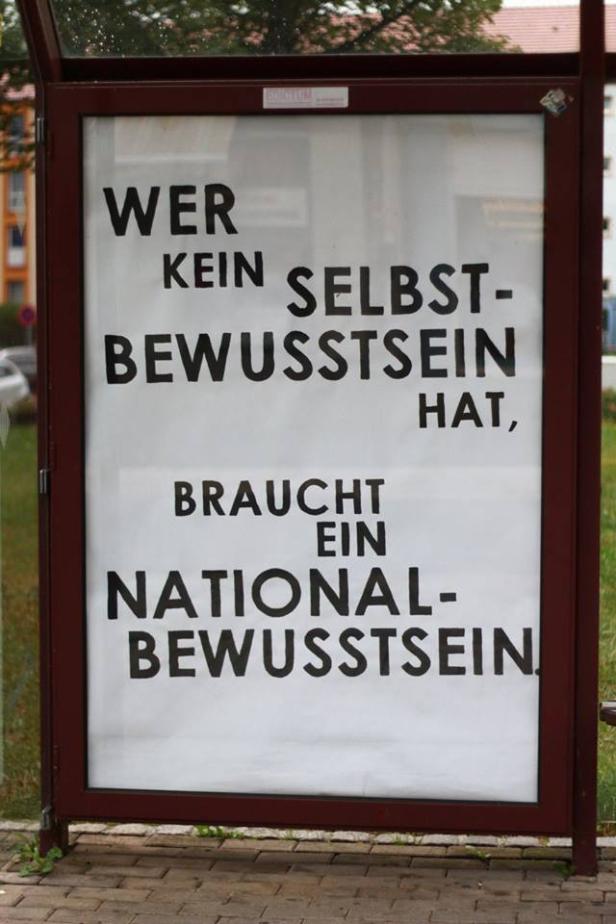 WER
KEIN SELBST-
BEWUSSTSEIN
HAT,
BRAUCHT
EIN
NATIONAL-
BEWUSSTSEIN.